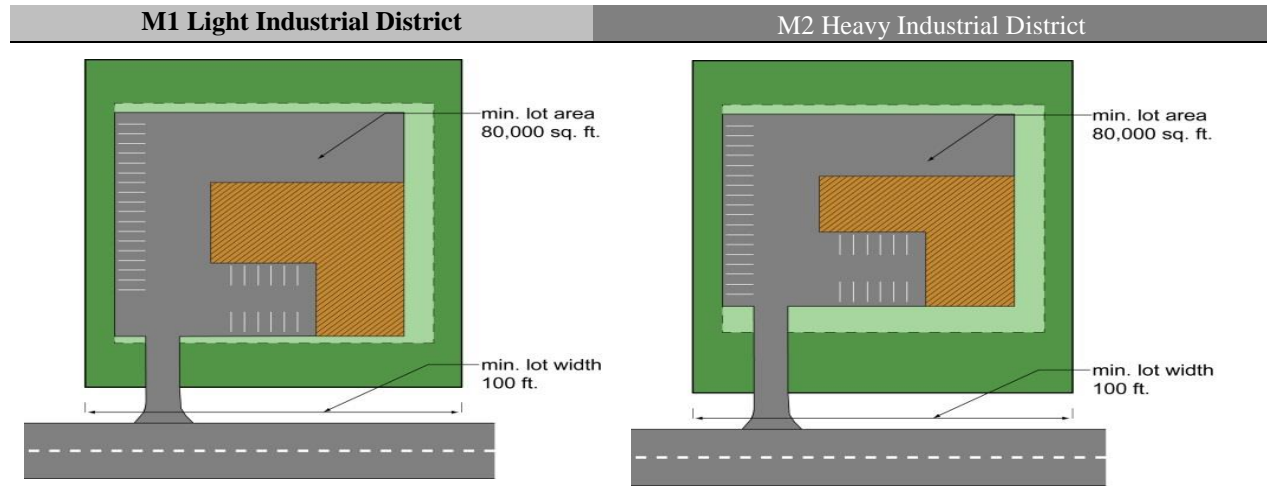 M1 Light Industrial District
M2 Heavy Industrial District
min. lot area
80,000 sq. ft.
min. lot width
100 ft.
min. lot area
80,000 sq. ft.
min. lot width
100 ft.